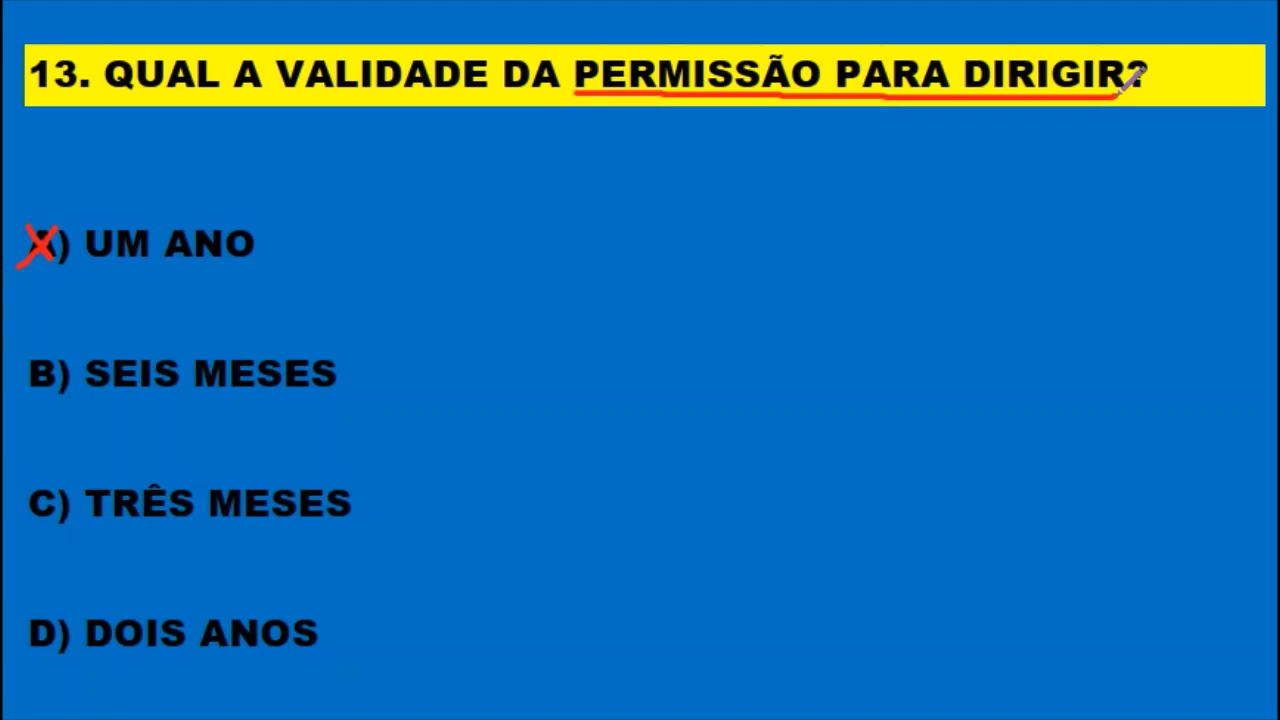 13. QUAL A VALIDADE DA PERMISSÃO PARA DIRIGIR?
A) UM ANO
B) SEIS MESES
C) TRÊS MESES
D) DOIS ANOS